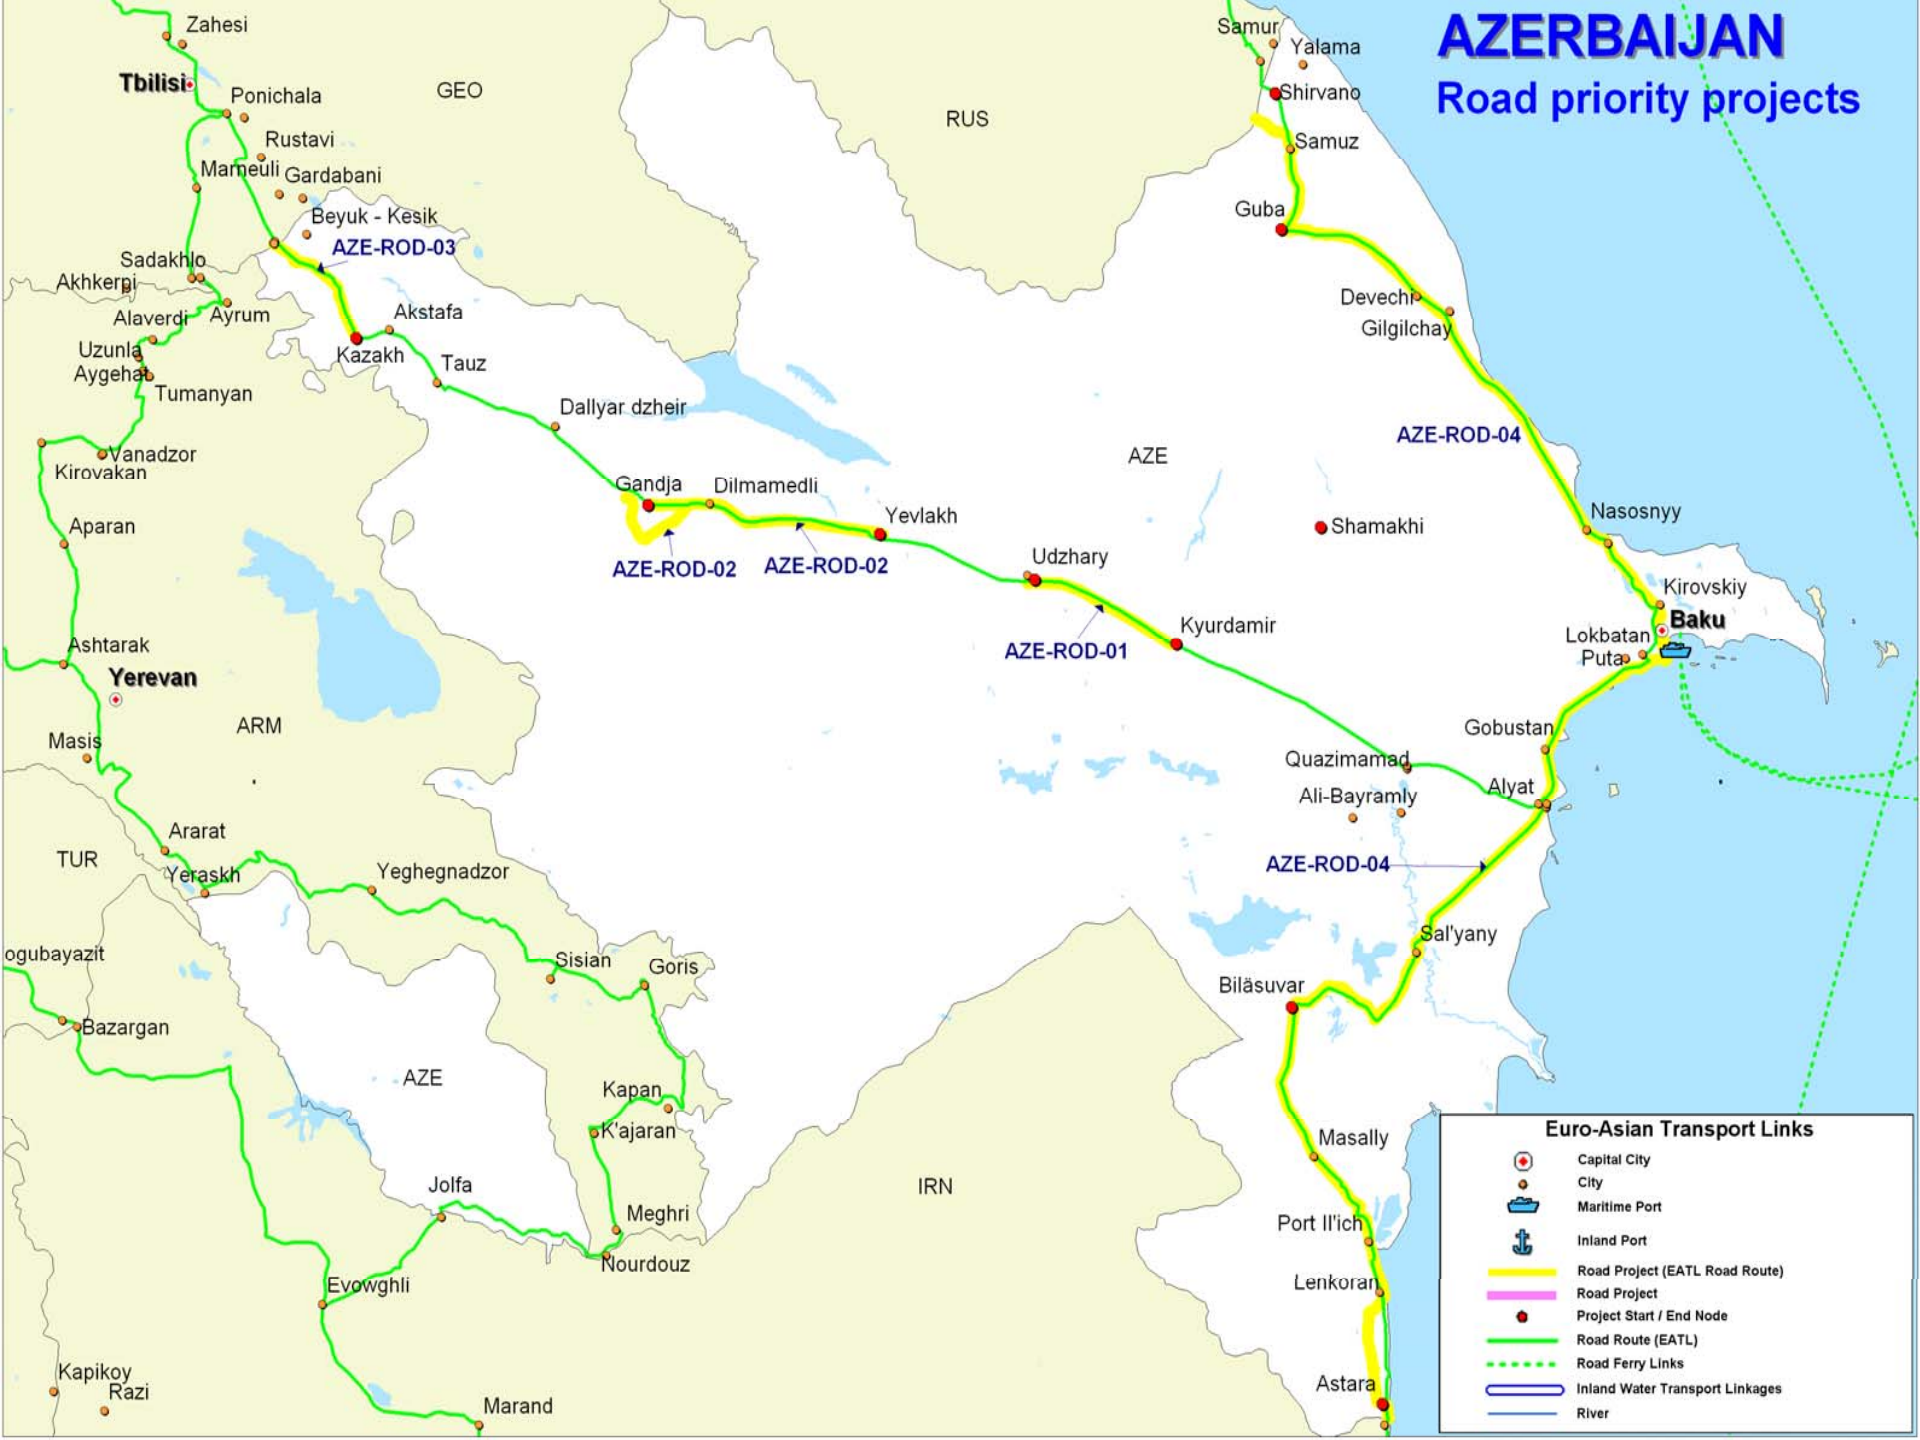 AZERBAIJAN
Road priority projects
Zahesi
Tbilisi
Ponichala
GEO
Rustavi
Marneuli
Gardabani
Beyuk - Kesik
AZE-ROD-03
Sadakhlo
Akhkerpi
Alaverdi
Ayrum
Uzunla
Aygehat
Tumanyan
Kazakh
Akstafa
Tauz
Vanadzor
Kirovakan
Dallyar dzheir
RUS
Samur
Yalama
Shirvano
Samuz
Guba
Devechi
Gilgilchay
AZE-ROD-04
AZE
Gandja
Dilmamedli
Yevlakh
AZE-ROD-02
AZE-ROD-02
Shamakhi
Udzhary
AZE-ROD-01
Kyurdamir
Nasosnyy
Kirovskiy
Baku
Lokbatan
Puta
Gobustan
Quazimamad
Alyat
Ali-Bayramly
AZE-ROD-04
Sal'yany
Biläsuvar
Masally
Port Il'ich
Lenkoran
Astara
Aparan
Ashtarak
Yerevan
ARM
Masis
Ararat
TUR
Yeraskh
Yeghegnadzor
ogubayazit
Bazargan
Sisian
Goris
AZE
Kapan
K'ajaran
Jolfa
Meghri
Nourdouz
IRN
Evowghli
Kapikoy
Razi
Marand
Euro-Asian Transport Links
Capital City
City
Maritime Port
Inland Port
Road Project (EATL Road Route)
Road Project
Project Start / End Node
Road Route (EATL)
Road Ferry Links
Inland Water Transport Linkages
River